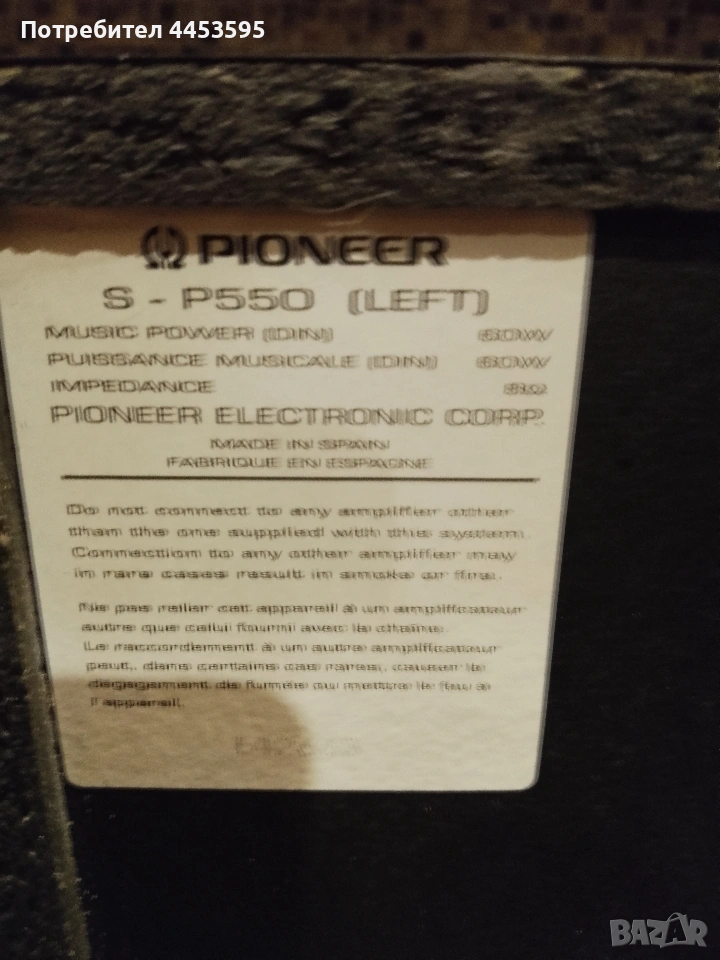 Потребител 4453595
PIONEER
S - P550 (LEFT)
MUSIC POWER (DIN) 60W
PUISSANCE MUSICALE (DIN) 60W
IMPEDANCE 8Ω
PIONEER ELECTRONIC CORP.
MADE IN SPAIN
FABRIQUE EN ESPAGNE
Do not connect to any amplifier other
than the one supplied with the system.
Connection to any other amplifier may
in rare cases result in smoke or fire.
Ne pas relier cet appareil à un amplificateur
autre que celui fourni avec la chaîne.
Le raccordement à un autre amplificateur
peut, dans certains cas rares, causer le
dégagement de fumée ou mettre le feu à
l'appareil.
BAZAR